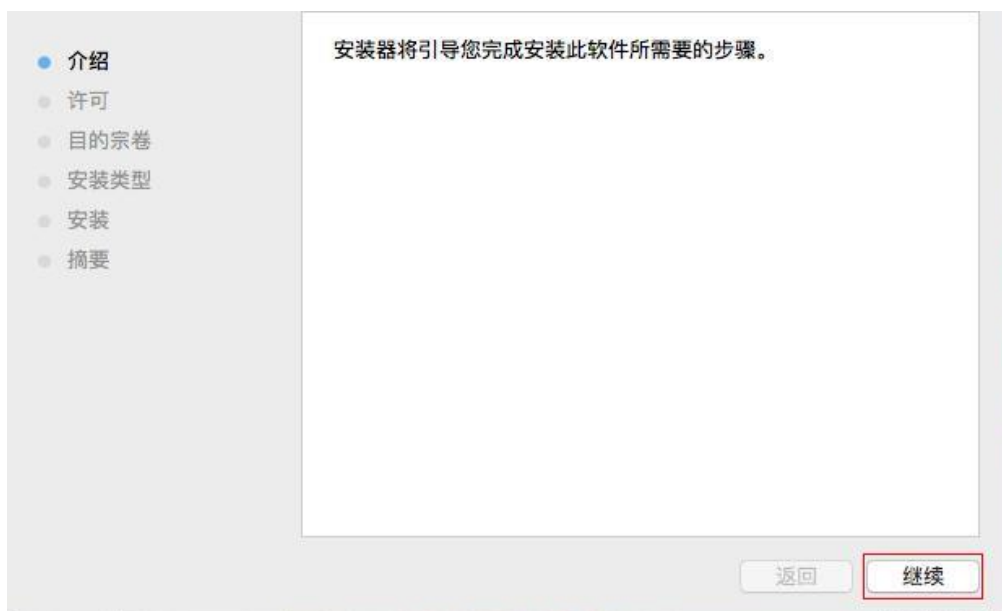 介绍
许可
目的宗卷
安装类型
安装
摘要
安装器将引导您完成安装此软件所需要的步骤。
返回
继续